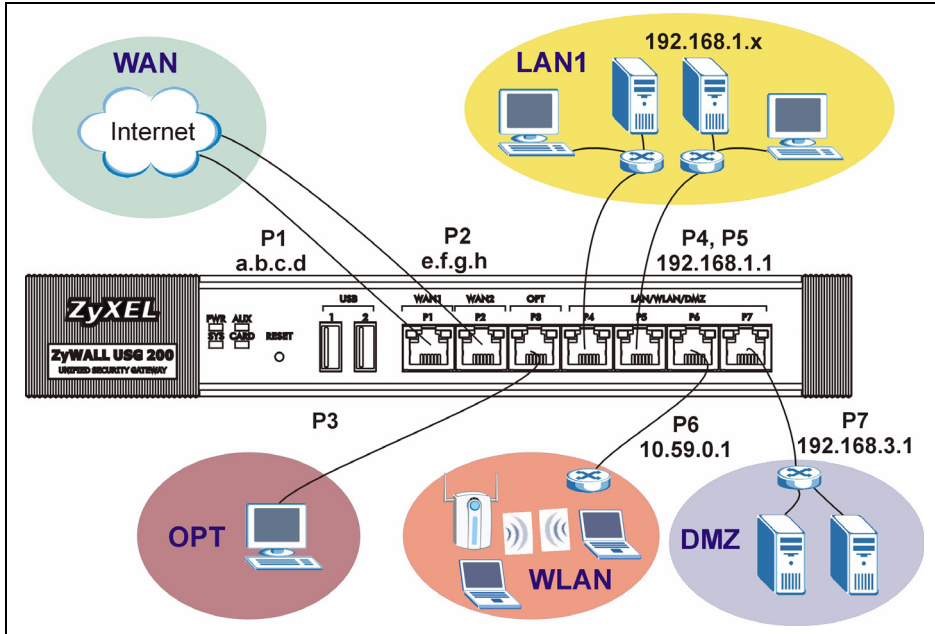 WAN
Internet
LAN1
192.168.1.x
P1
a.b.c.d
P2
e.f.g.h
P4, P5
192.168.1.1
ZyXEL
ZyWALL USG 200
UNIFIED SECURITY GATEWAY
PWR AUX
SYS CARD
RESET
USB
1 2
WAN1 WAN2 OPT LAN/WLAN/DMZ
P1 P2 P3 P4 P5 P6 P7
P3
P6
10.59.0.1
P7
192.168.3.1
OPT
WLAN
DMZ